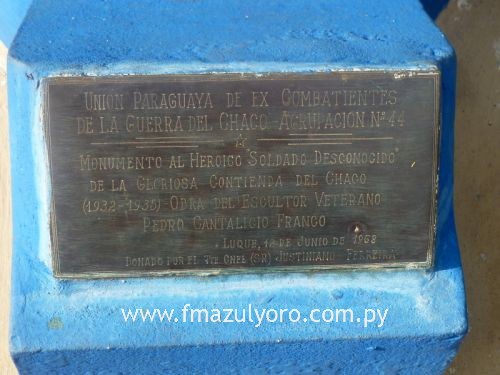 UNION PARAGUAYA DE EX COMBATIENTES
DE LA GUERRA DEL CHACO - AGRUPACION Nº 44
MONUMENTO AL HEROICO SOLDADO DESCONOCIDO
DE LA GLORIOSA CONTIENDA DEL CHACO
(1932-1935) OBRA DEL ESCULTOR VETERANO
PEDRO CANTALICIO FRANCO
LUQUE, 12 DE JUNIO DE 1968
DONADO POR EL TTE. CNEL (SR) JUSTINIANO FERREIRA
www.fmazulyoro.com.py